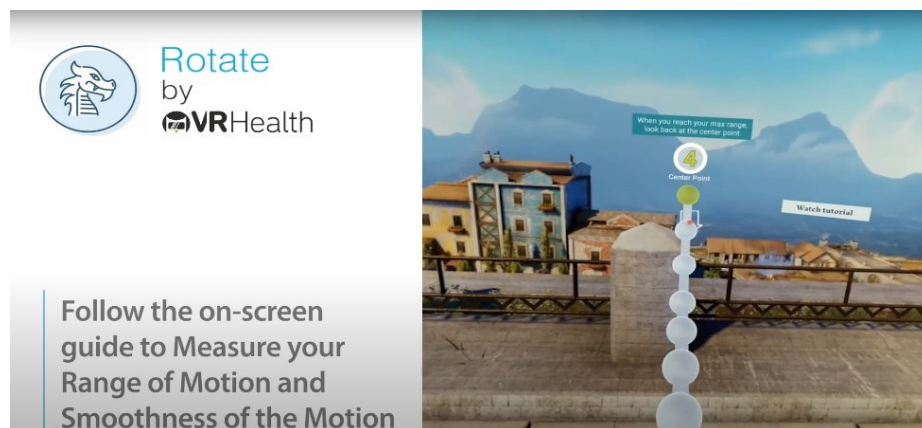 Rotate
by
VRHealth
Follow the on-screen
guide to Measure your
Range of Motion and
Smoothness of the Motion
When you reach your max range,
look back at the center point
4
Center Point
Watch tutorial